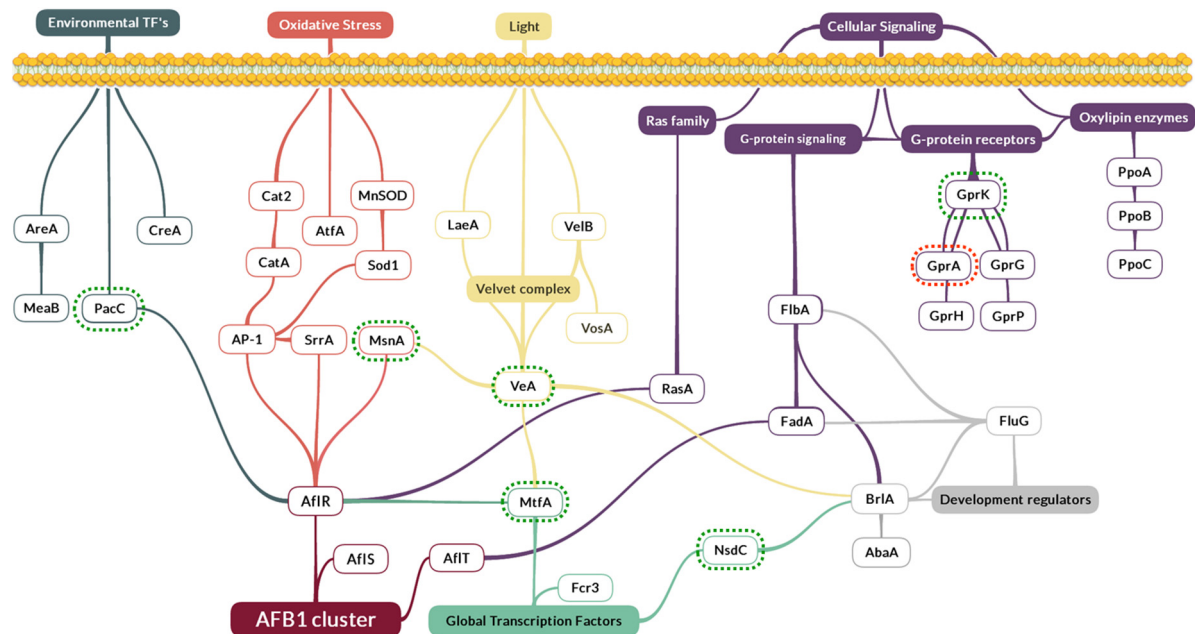 Environmental TF's
Oxidative Stress
Light
Cellular Signaling
Ras family
G-protein signaling
G-protein receptors
Oxylipin enzymes
PpoA
Cat2
MnSOD
GprK
AreA
CreA
AtfA
LaeA
VelB
PpoB
CatA
Sod1
GprA
GprG
PpoC
Velvet complex
MeaB
PacC
FlbA
GprH
GprP
VosA
AP-1
SrrA
MsnA
VeA
RasA
FadA
FluG
AflR
MtfA
BrlA
Development regulators
NsdC
AbaA
AflS
AflT
Fcr3
AFB1 cluster
Global Transcription Factors